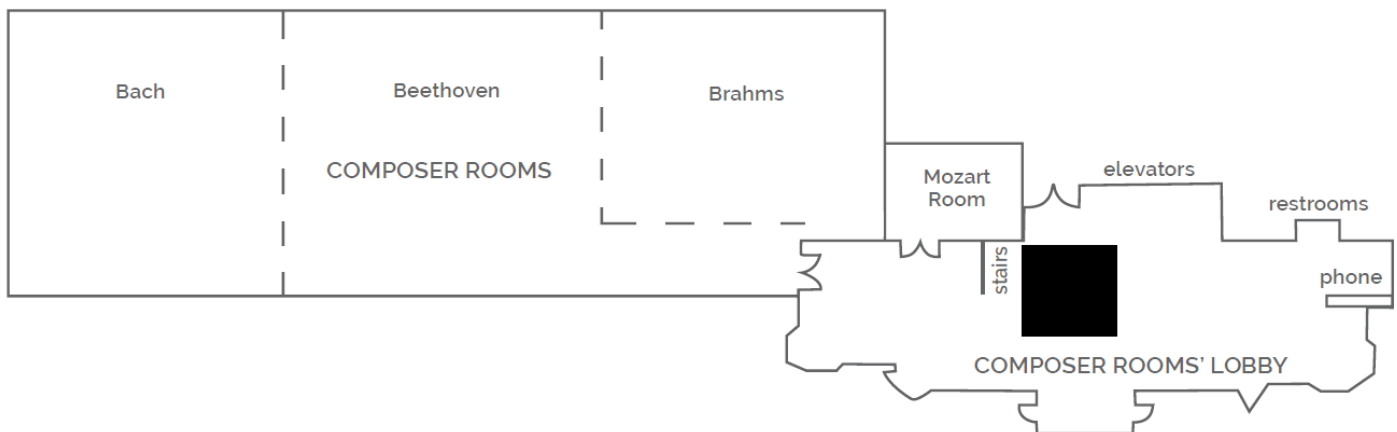 Bach
Beethoven
Brahms
COMPOSER ROOMS
Mozart
Room
elevators
restrooms
stairs
phone
COMPOSER ROOMS' LOBBY